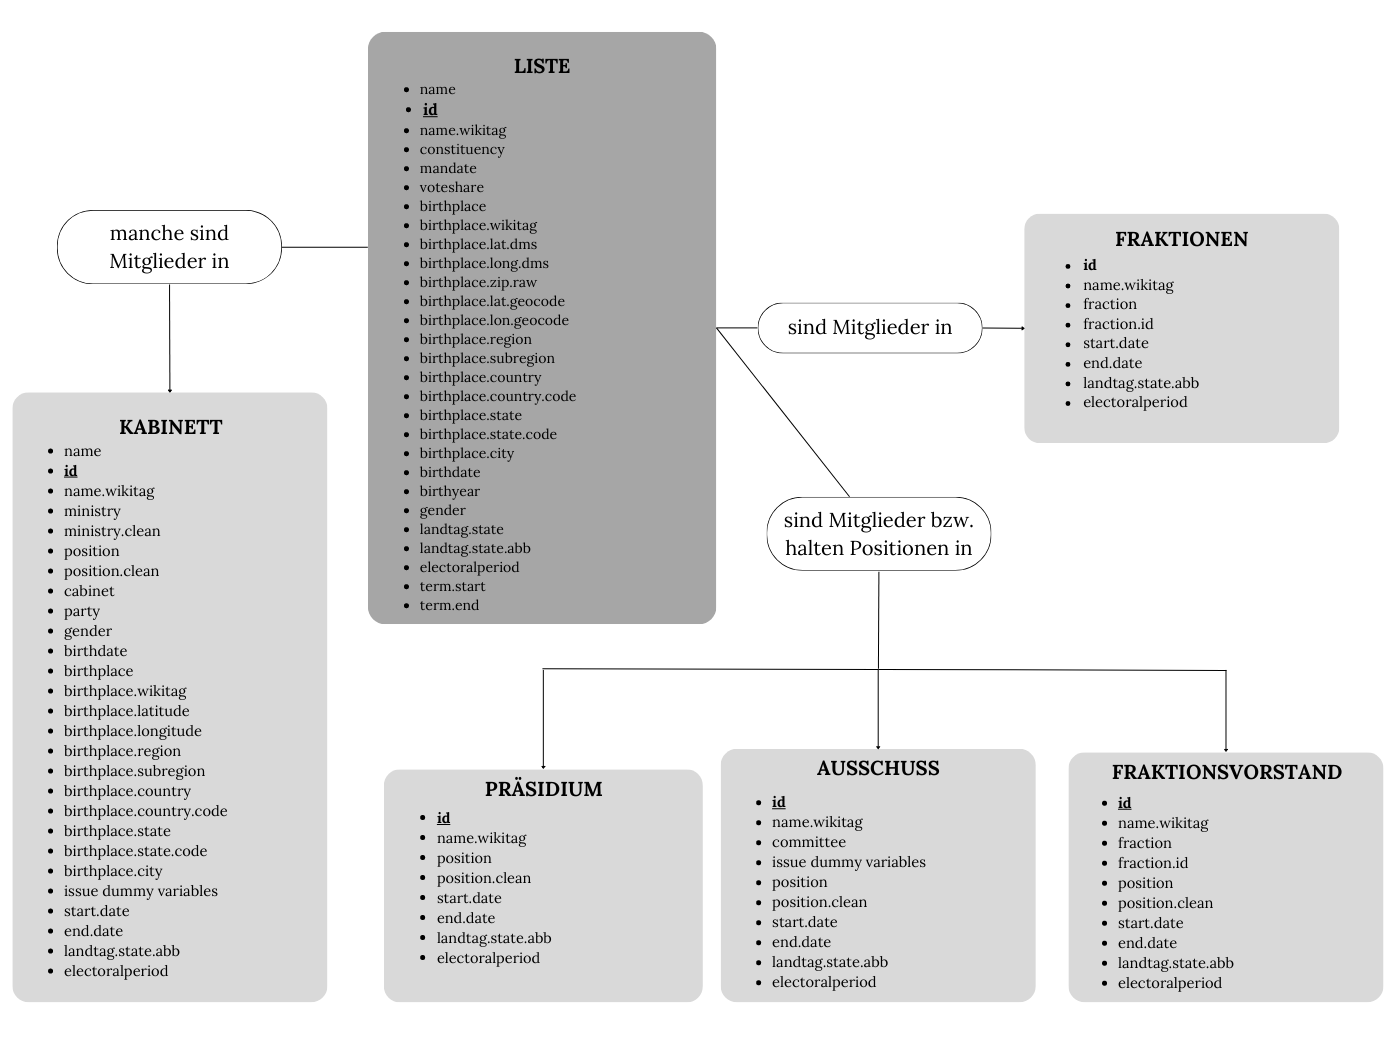 LISTE
name
id
name.wikitag
constituency
mandate
voteshare
birthplace
birthplace.wikitag
birthplace.lat.dms
birthplace.long.dms
birthplace.zip.raw
birthplace.lat.geocode
birthplace.lon.geocode
birthplace.region
birthplace.subregion
birthplace.country
birthplace.country.code
birthplace.state
birthplace.state.code
birthplace.city
birthdate
birthyear
gender
landtag.state
landtag.state.abb
electoralperiod
term.start
term.end
manche sind
Mitglieder in
sind Mitglieder in
FRAKTIONEN
id
name.wikitag
fraction
fraction.id
start.date
end.date
landtag.state.abb
electoralperiod
sind Mitglieder bzw.
halten Positionen in
KABINETT
name
id
name.wikitag
ministry
ministry.clean
position
position.clean
cabinet
party
gender
birthdate
birthplace
birthplace.wikitag
birthplace.latitude
birthplace.longitude
birthplace.region
birthplace.subregion
birthplace.country
birthplace.country.code
birthplace.state
birthplace.state.code
birthplace.city
issue dummy variables
start.date
end.date
landtag.state.abb
electoralperiod
PRÄSIDIUM
id
name.wikitag
position
position.clean
start.date
end.date
landtag.state.abb
electoralperiod
AUSSCHUSS
id
name.wikitag
committee
issue dummy variables
position
position.clean
start.date
end.date
landtag.state.abb
electoralperiod
FRAKTIONSVORSTAND
id
name.wikitag
fraction
fraction.id
position
position.clean
start.date
end.date
landtag.state.abb
electoralperiod